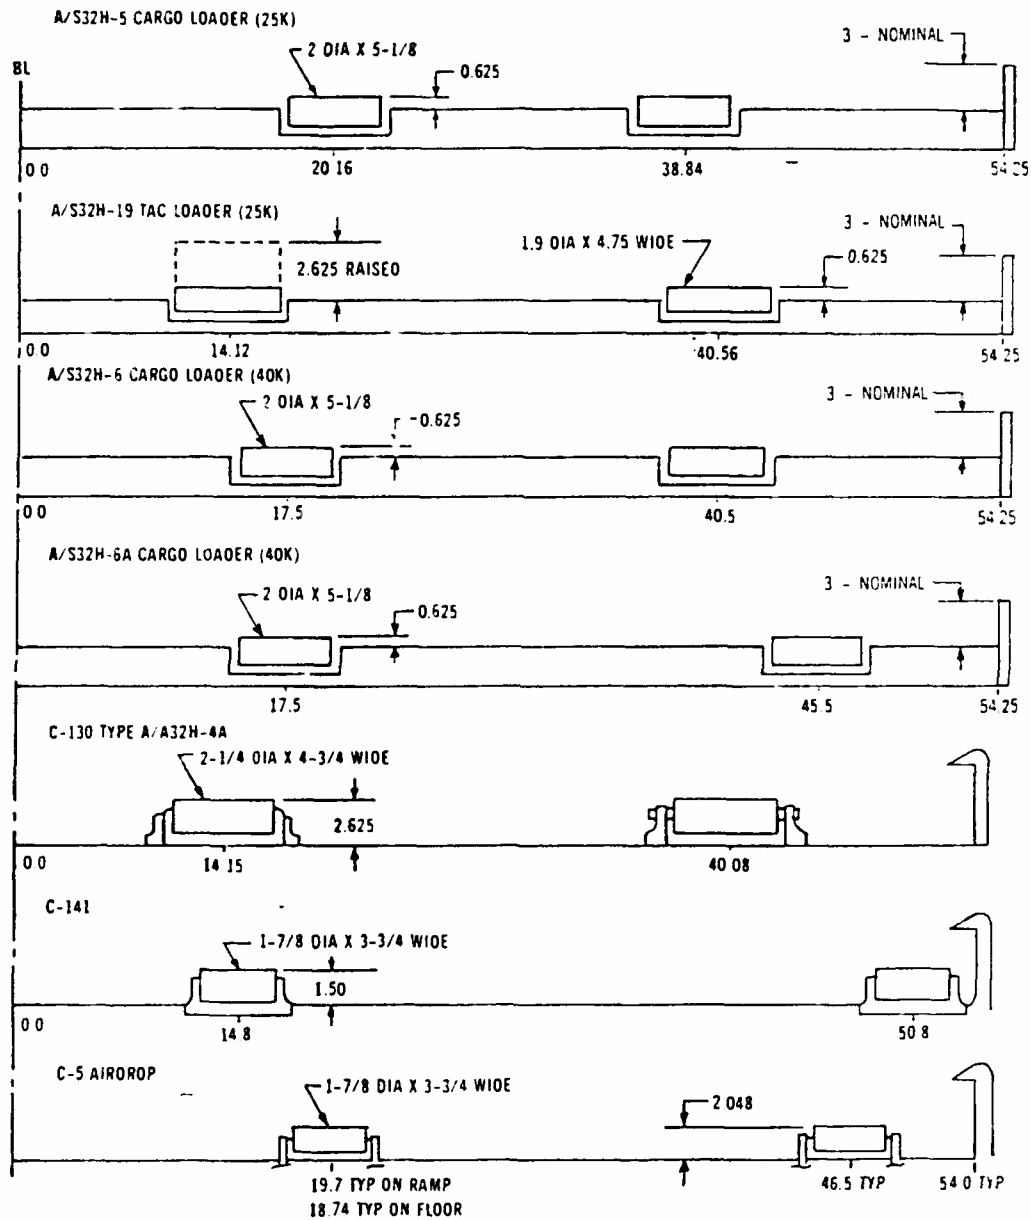 A/S32H-5 CARGO LOADER (25K)
2 DIA X 5-1/8
3 - NOMINAL
BL
0.625
0.0
20.16
38.84
54.25
A/S32H-19 TAC LOADER (25K)
3 - NOMINAL
1.9 DIA X 4.75 WIDE
2.625 RAISED
0.625
0.0
14.12
40.56
54.25
A/S32H-6 CARGO LOADER (40K)
2 DIA X 5-1/8
0.625
3 - NOMINAL
0.0
17.5
40.5
54.25
A/S32H-6A CARGO LOADER (40K)
2 DIA X 5-1/8
3 - NOMINAL
0.625
17.5
45.5
54.25
C-130 TYPE A/A32H-4A
2-1/4 DIA X 4-3/4 WIDE
2.625
0.0
14.15
40.08
C-141
1-7/8 DIA X 3-3/4 WIDE
1.50
0.0
14.8
50.8
C-5 AIRDROP
1-7/8 DIA X 3-3/4 WIDE
2.048
19.7 TYP ON RAMP
46.5 TYP
54.0 TYP
18.74 TYP ON FLOOR